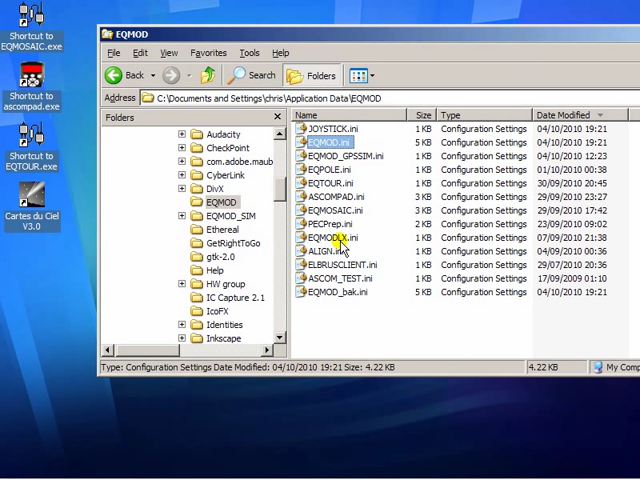 Shortcut to
EQMOSAIC.exe
Shortcut to
ascompad.exe
Shortcut to
EQTOUR.exe
Cartes du Ciel
V3.0
EQMOD
File Edit View Favorites Tools Help
Back Search Folders
Address C:\Documents and Settings\chris\Application Data\EQMOD
Folders
Audacity
CheckPoint
com.adobe.maub
CyberLink
DivX
EQMOD
EQMOD_SIM
Ethereal
GetRightToGo
gtk-2.0
Help
HW group
IC Capture 2.1
IcoFX
Identities
Inkscape
Name Size Type Date Modified
JOYSTICK.ini 1 KB Configuration Settings 04/10/2010 19:21
EQMOD.ini 5 KB Configuration Settings 04/10/2010 19:21
EQMOD_GPSSIM.ini 1 KB Configuration Settings 04/10/2010 12:23
EQPOLE.ini 1 KB Configuration Settings 01/10/2010 00:38
EQTOUR.ini 1 KB Configuration Settings 30/09/2010 20:45
ASCOMPAD.ini 3 KB Configuration Settings 29/09/2010 23:27
EQMOSAIC.ini 3 KB Configuration Settings 29/09/2010 17:42
PECPrep.ini 2 KB Configuration Settings 23/09/2010 09:02
EQMODLX.ini 1 KB Configuration Settings 07/09/2010 21:38
ALIGN.ini 1 KB Configuration Settings 04/10/2010 00:36
ELBRUSCLIENT.ini 1 KB Configuration Settings 29/07/2010 20:36
ASCOM_TEST.ini 1 KB Configuration Settings 17/09/2009 01:10
EQMOD_bak.ini 5 KB Configuration Settings 04/10/2010 19:21
Type: Configuration Settings Date Modified: 04/10/2010 19:21 Size: 4.22 KB 4.22 KB My Comp